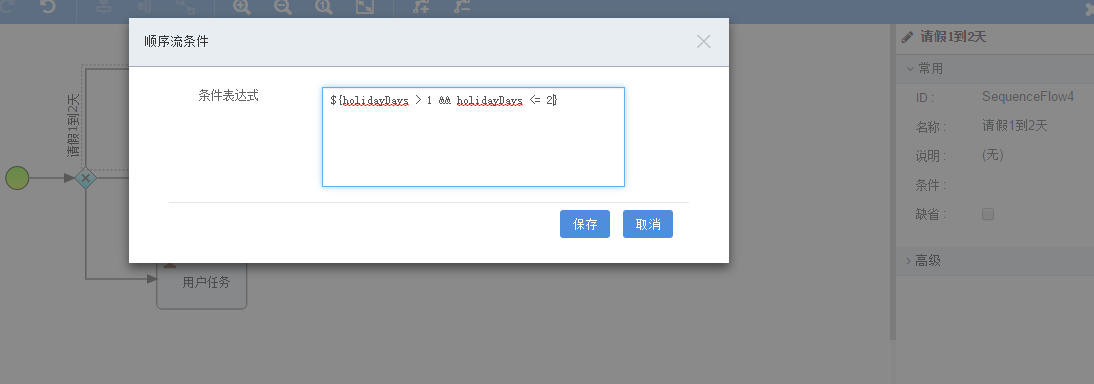 顺序流条件
条件表达式
${holidayDays > 1 && holidayDays <= 2}
保存
取消
请假1到2天
用户任务
请假1到2天
常用
ID :
SequenceFlow4
名称 :
请假1到2天
说明 :
(无)
条件 :
缺省 :
高级